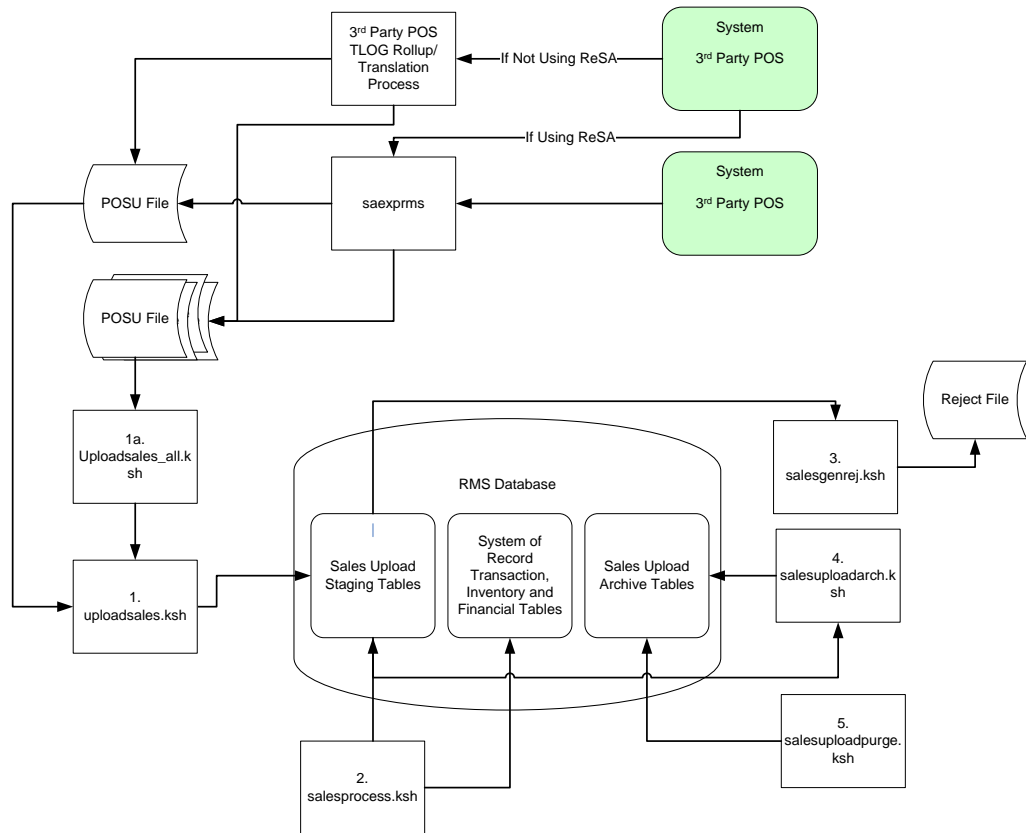 3rd Party POS
TLOG Rollup/
Translation
Process
If Not Using ReSA
System
3rd Party POS
If Using ReSA
POSU File
saexprms
System
3rd Party POS
POSU File
1a.
Uploadsales_all.k
sh
Reject File
3.
salesgenrej.ksh
RMS Database
Sales Upload
Staging Tables
System of
Record
Transaction,
Inventory and
Financial Tables
Sales Upload
Archive Tables
4.
salesuploadarch.k
sh
1.
uploadsales.ksh
2.
salesprocess.ksh
5.
salesuploadpurge.
ksh